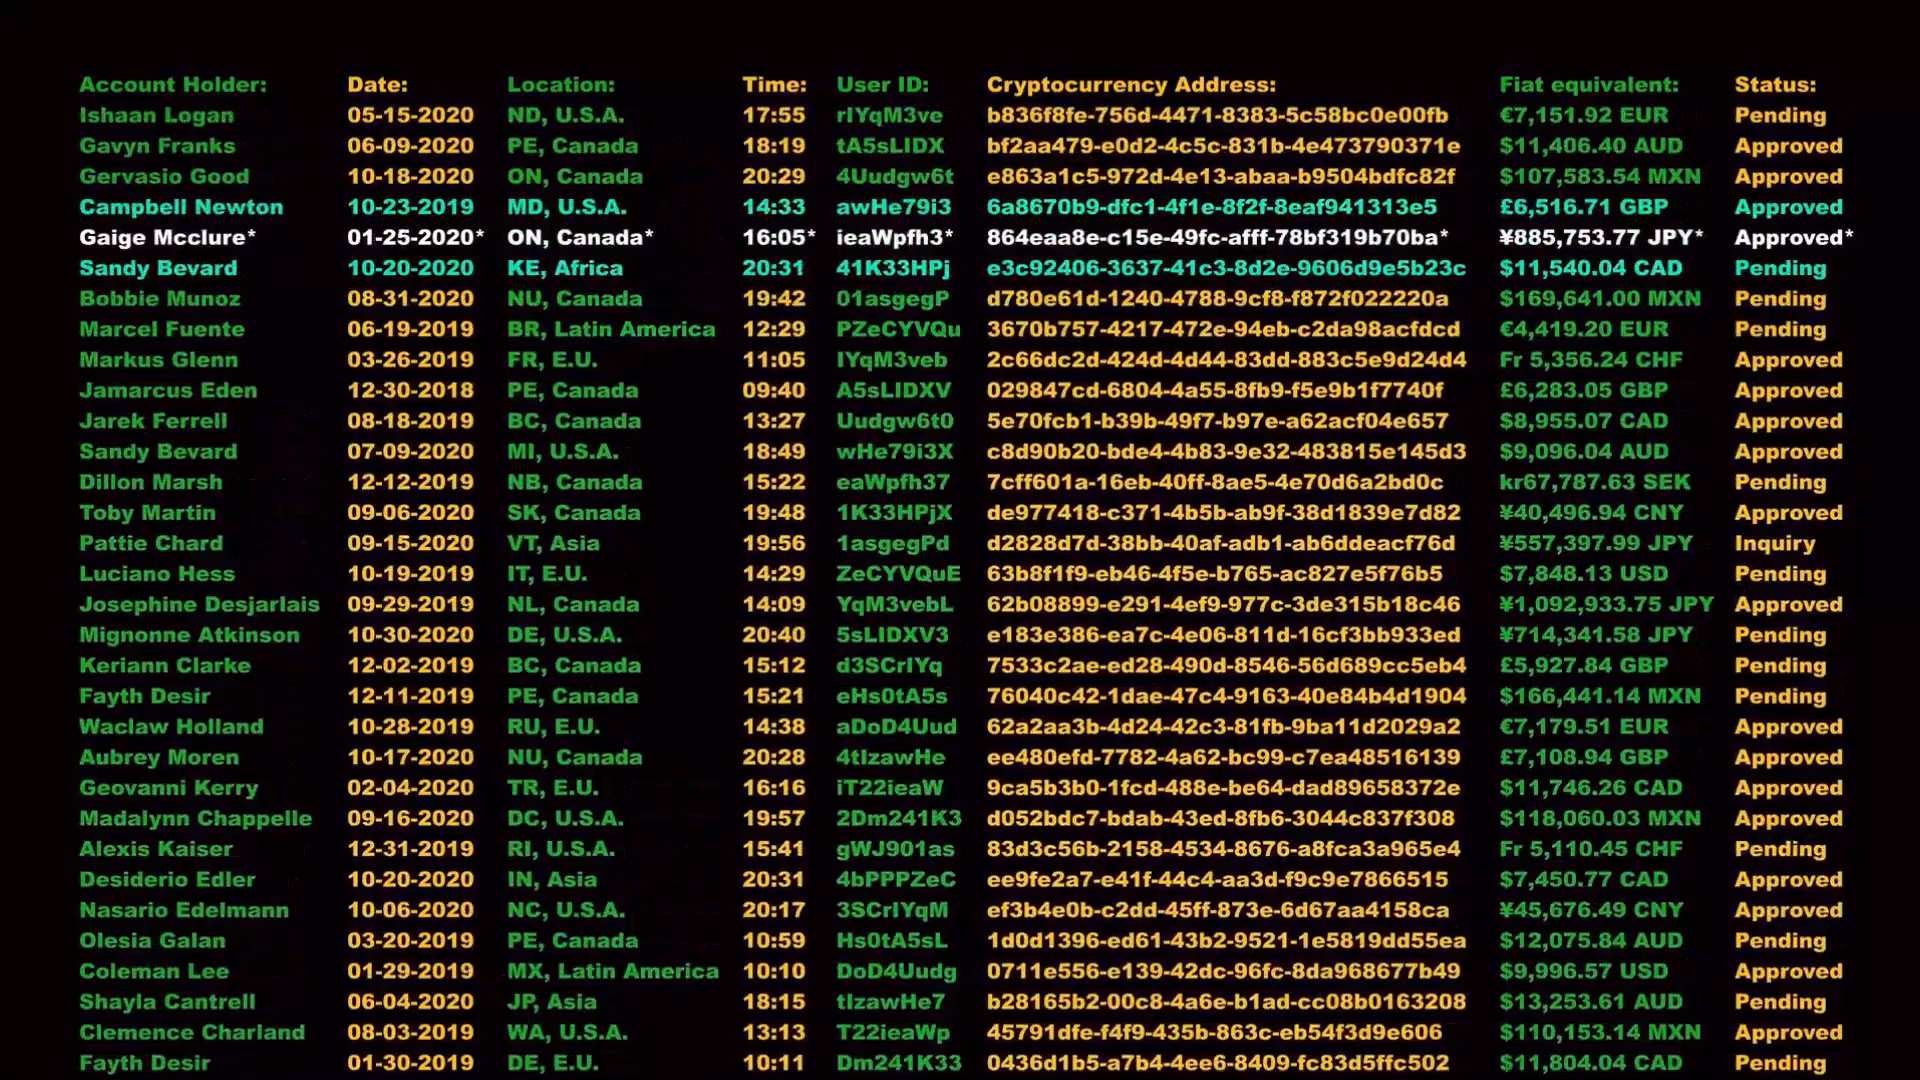 Account Holder: Date: Location: Time: User ID: Cryptocurrency Address: Fiat equivalent: Status:
Ishaan Logan 05-15-2020 ND, U.S.A. 17:55 rIYqM3ve b836f8fe-756d-4471-8383-5c58bc0e00fb €7,151.92 EUR Pending
Gavyn Franks 06-09-2020 PE, Canada 18:19 tA5sLIDX bf2aa479-e0d2-4c5c-831b-4e473790371e $11,406.40 AUD Approved
Gervasio Good 10-18-2020 ON, Canada 20:29 4Uudgw6t e863a1c5-972d-4e13-abaa-b9504bdfc82f $107,583.54 MXN Approved
Campbell Newton 10-23-2019 MD, U.S.A. 14:33 awHe79i3 6a8670b9-dfc1-4f1e-8f2f-8eaf941313e5 £6,516.71 GBP Approved
Gaige Mcclure* 01-25-2020* ON, Canada* 16:05* ieaWpfh3* 864eaa8e-c15e-49fc-afff-78bf319b70ba* ¥885,753.77 JPY* Approved*
Sandy Bevard 10-20-2020 KE, Africa 20:31 41K33HPj e3c92406-3637-41c3-8d2e-9606d9e5b23c $11,540.04 CAD Pending
Bobbie Munoz 08-31-2020 NU, Canada 19:42 01asgegP d780e61d-1240-4788-9cf8-f872f022220a $169,641.00 MXN Pending
Marcel Fuente 06-19-2019 BR, Latin America 12:29 PZeCYVQu 3670b757-4217-472e-94eb-c2da98acfdcd €4,419.20 EUR Pending
Markus Glenn 03-26-2019 FR, E.U. 11:05 IYqM3veb 2c66dc2d-424d-4d44-83dd-883c5e9d24d4 Fr 5,356.24 CHF Approved
Jamarcus Eden 12-30-2018 PE, Canada 09:40 A5sLIDXV 029847cd-6804-4a55-8fb9-f5e9b1f7740f £6,283.05 GBP Approved
Jarek Ferrell 08-18-2019 BC, Canada 13:27 Uudgw6t0 5e70fcb1-b39b-49f7-b97e-a62acf04e657 $8,955.07 CAD Approved
Sandy Bevard 07-09-2020 MI, U.S.A. 18:49 wHe79i3X c8d90b20-bde4-4b83-9e32-483815e145d3 $9,096.04 AUD Approved
Dillon Marsh 12-12-2019 NB, Canada 15:22 eaWpfh37 7cff601a-16eb-40ff-8ae5-4e70d6a2bd0c kr67,787.63 SEK Pending
Toby Martin 09-06-2020 SK, Canada 19:48 1K33HPjX de977418-c371-4b5b-ab9f-38d1839e7d82 ¥40,496.94 CNY Approved
Pattie Chard 09-15-2020 VT, Asia 19:56 1asgegPd d2828d7d-38bb-40af-adb1-ab6ddeacf76d ¥557,397.99 JPY Inquiry
Luciano Hess 10-19-2019 IT, E.U. 14:29 ZeCYVQuE 63b8f1f9-eb46-4f5e-b765-ac827e5f76b5 $7,848.13 USD Pending
Josephine Desjarlais 09-29-2019 NL, Canada 14:09 YqM3vebL 62b08899-e291-4ef9-977c-3de315b18c46 ¥1,092,933.75 JPY Approved
Mignonne Atkinson 10-30-2020 DE, U.S.A. 20:40 5sLIDXV3 e183e386-ea7c-4e06-811d-16cf3bb933ed ¥714,341.58 JPY Pending
Keriann Clarke 12-02-2019 BC, Canada 15:12 d3SCrIYq 7533c2ae-ed28-490d-8546-56d689cc5eb4 £5,927.84 GBP Pending
Fayth Desir 12-11-2019 PE, Canada 15:21 eHs0tA5s 76040c42-1dae-47c4-9163-40e84b4d1904 $166,441.14 MXN Pending
Waclaw Holland 10-28-2019 RU, E.U. 14:38 aDoD4Uud 62a2aa3b-4d24-42c3-81fb-9ba11d2029a2 €7,179.51 EUR Approved
Aubrey Moren 10-17-2020 NU, Canada 20:28 4tIzawHe ee480efd-7782-4a62-bc99-c7ea48516139 £7,108.94 GBP Approved
Geovanni Kerry 02-04-2020 TR, E.U. 16:16 iT22ieaW 9ca5b3b0-1fcd-488e-be64-dad89658372e $11,746.26 CAD Approved
Madalynn Chappelle 09-16-2020 DC, U.S.A. 19:57 2Dm241K3 d052bdc7-bdab-43ed-8fb6-3044c837f308 $118,060.03 MXN Approved
Alexis Kaiser 12-31-2019 RI, U.S.A. 15:41 gWJ901as 83d3c56b-2158-4534-8676-a8fca3a965e4 Fr 5,110.45 CHF Pending
Desiderio Edler 10-20-2020 IN, Asia 20:31 4bPPPZeC ee9fe2a7-e41f-44c4-aa3d-f9c9e7866515 $7,450.77 CAD Approved
Nasario Edelmann 10-06-2020 NC, U.S.A. 20:17 3SCrIYqM ef3b4e0b-c2dd-45ff-873e-6d67aa4158ca ¥45,676.49 CNY Approved
Olesia Galan 03-20-2019 PE, Canada 10:59 Hs0tA5sL 1d0d1396-ed61-43b2-9521-1e5819dd55ea $12,075.84 AUD Pending
Coleman Lee 01-29-2019 MX, Latin America 10:10 DoD4Uudg 0711e556-e139-42dc-96fc-8da968677b49 $9,996.57 USD Approved
Shayla Cantrell 06-04-2020 JP, Asia 18:15 tIzawHe7 b28165b2-00c8-4a6e-b1ad-cc08b0163208 $13,253.61 AUD Pending
Clemence Charland 08-03-2019 WA, U.S.A. 13:13 T22ieaWp 45791dfe-f4f9-435b-863c-eb54f3d9e606 $110,153.14 MXN Approved
Fayth Desir 01-30-2019 DE, E.U. 10:11 Dm241K33 0436d1b5-a7b4-4ee6-8409-fc83d5ffc502 $11,804.04 CAD Pending